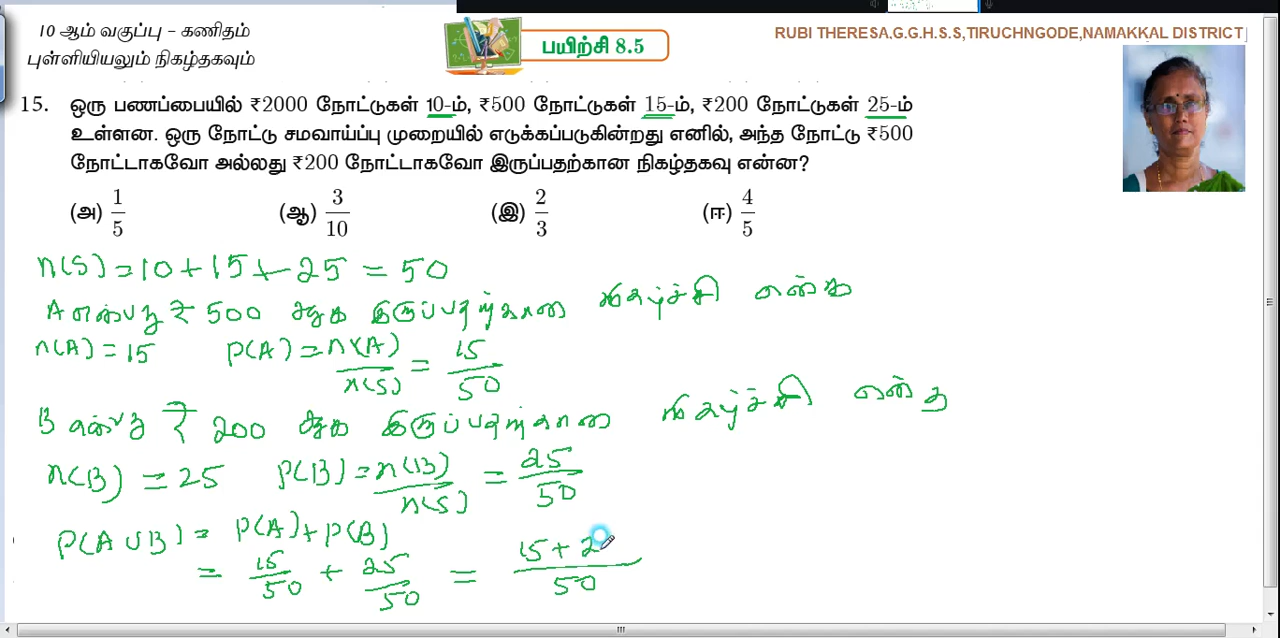 10 ஆம் வகுப்பு – கணிதம்
புள்ளியியலும் நிகழ்தகவும்
பயிற்சி 8.5
RUBI THERESA,G.G.H.S.S,TIRUCHNGODE,NAMAKKAL DISTRICT
15. ஒரு பணப்பையில் ₹2000 நோட்டுகள் 10-ம், ₹500 நோட்டுகள் 15-ம், ₹200 நோட்டுகள் 25-ம்
உள்ளன. ஒரு நோட்டு சமவாய்ப்பு முறையில் எடுக்கப்படுகின்றது எனில், அந்த நோட்டு ₹500
நோட்டாகவோ அல்லது ₹200 நோட்டாகவோ இருப்பதற்கான நிகழ்தகவு என்ன?
(அ) 1/5 (ஆ) 3/10 (இ) 2/3 (ஈ) 4/5
n(S) = 10 + 15 + 25 = 50
A என்பது ₹ 500 ஆக இருப்பதற்கான நிகழ்ச்சி என்க
n(A) = 15 P(A) = n(A)/n(S) = 15/50
B என்பது ₹ 200 ஆக இருப்பதற்கான நிகழ்ச்சி என்க
n(B) = 25 P(B) = n(B)/n(S) = 25/50
P(A∪B) = P(A) + P(B)
= 15/50 + 25/50 = 15 + 2/50